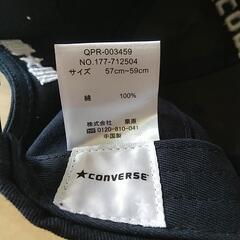 QPR-003459
NO.177-712504
サイズ 57cm~59cm
綿 100%
株式会社 栗原
0120-810-041
中国製
★CONVERSE